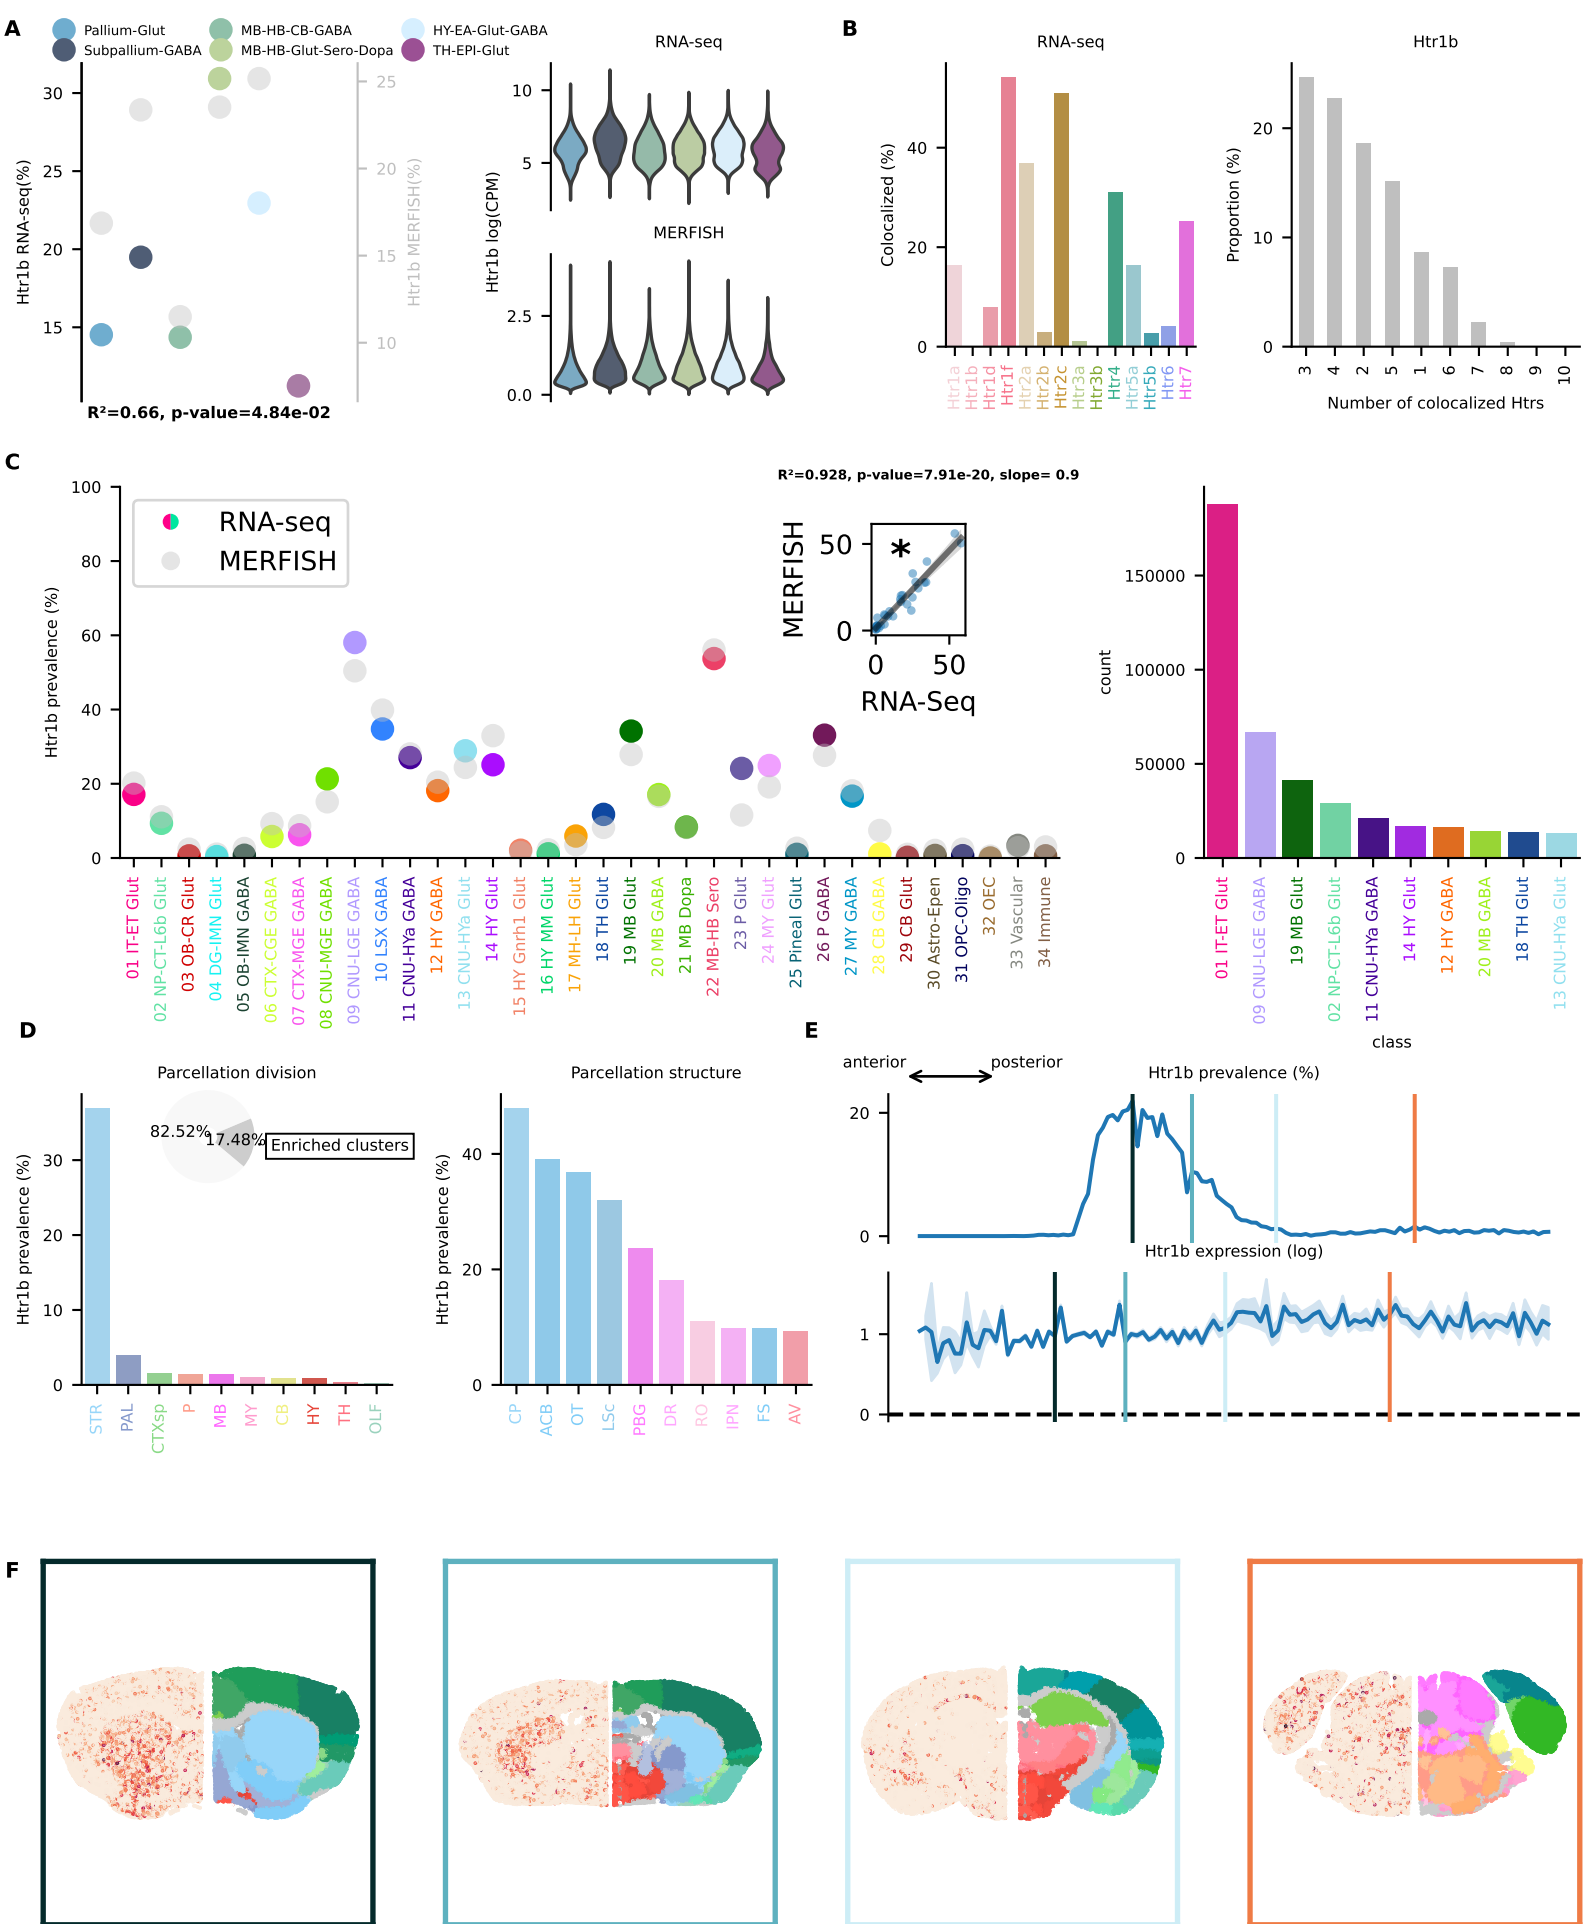 A
Pallium-Glut
Subpallium-GABA
MB-HB-CB-GABA
MB-HB-Glut-Sero-Dopa
HY-EA-Glut-GABA
TH-EPI-Glut
Htr1b RNA-seq(%)
30
25
20
15
25
20
15
10
Htr1b MERFISH(%)
R²=0.66, p-value=4.84e-02
RNA-seq
10
5
Htr1b log(CPM)
MERFISH
2.5
0.0
B
RNA-seq
Colocalized (%)
40
20
0
Htr1a
Htr1b
Htr1d
Htr1f
Htr2a
Htr2b
Htr2c
Htr3a
Htr3b
Htr4
Htr5a
Htr5b
Htr6
Htr7
Htr1b
Proportion (%)
20
10
0
3
4
2
5
1
6
7
8
9
10
Number of colocalized Htrs
C
Htr1b prevalence (%)
100
80
60
40
20
0
RNA-seq
MERFISH
R²=0.928, p-value=7.91e-20, slope= 0.9
MERFISH
50
0
*
0
50
RNA-Seq
01 IT-ET Glut
02 NP-CT-L6b Glut
03 OB-CR Glut
04 DG-IMN Glut
05 OB-IMN GABA
06 CTX-CGE GABA
07 CTX-MGE GABA
08 CNU-MGE GABA
09 CNU-LGE GABA
10 LSX GABA
11 CNU-HYa GABA
12 HY GABA
13 CNU-HYa Glut
14 HY Glut
15 HY Gnrh1 Glut
16 HY MM Glut
17 MH-LH Glut
18 TH Glut
19 MB Glut
20 MB GABA
21 MB Dopa
22 MB-HB Sero
23 P Glut
24 MY Glut
25 Pineal Glut
26 P GABA
27 MY GABA
28 CB GABA
29 CB Glut
30 Astro-Epen
31 OPC-Oligo
32 OEC
33 Vascular
34 Immune
count
150000
100000
50000
0
01 IT-ET Glut
09 CNU-LGE GABA
19 MB Glut
02 NP-CT-L6b Glut
11 CNU-HYa GABA
14 HY Glut
12 HY GABA
20 MB GABA
18 TH Glut
13 CNU-HYa Glut
class
D
Parcellation division
Htr1b prevalence (%)
30
20
10
0
82.52%
17.48%
Enriched clusters
STR
PAL
CTXsp
P
MB
MY
CB
HY
TH
OLF
Parcellation structure
Htr1b prevalence (%)
40
20
0
CP
ACB
OT
LSc
PBG
DR
RO
IPN
FS
AV
E
anterior
posterior
Htr1b prevalence (%)
20
0
Htr1b expression (log)
1
0
F